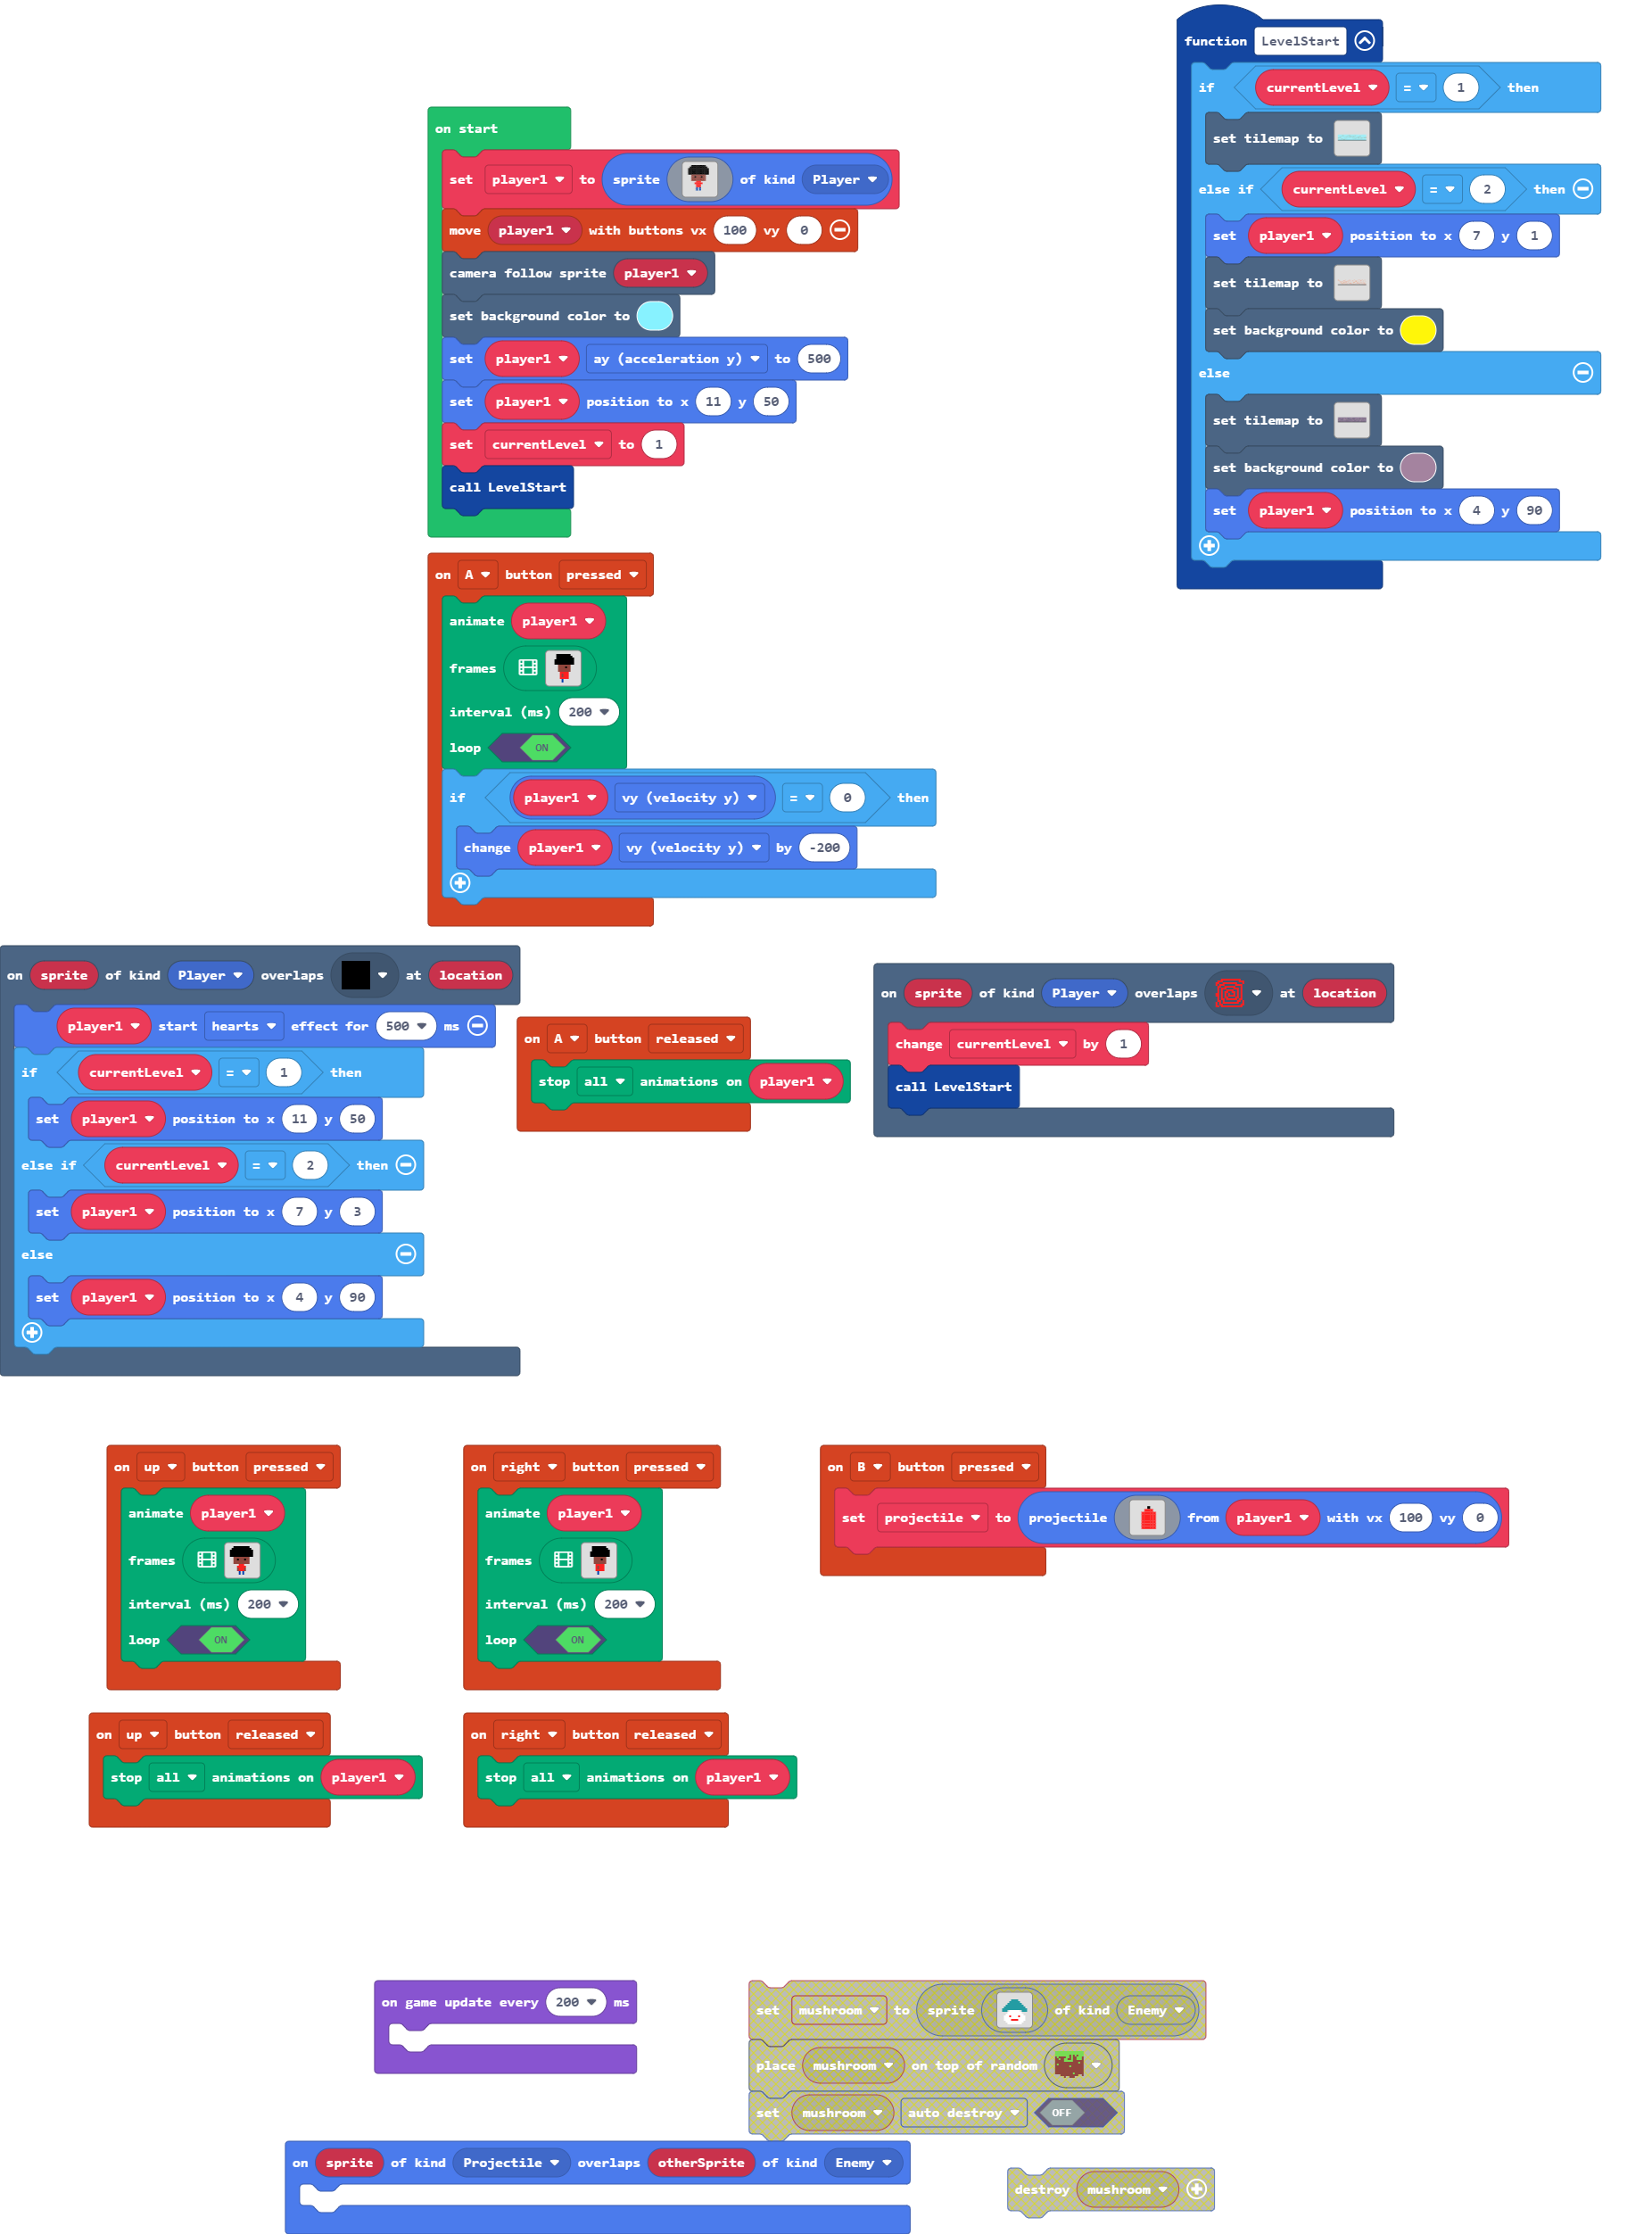 function LevelStart
if currentLevel = 1 then
set tilemap to
else if currentLevel = 2 then
set player1 position to x 7 y 1
set tilemap to
set background color to
else
set tilemap to
set background color to
set player1 position to x 4 y 90
on start
set player1 to sprite of kind Player
move player1 with buttons vx 100 vy 0
camera follow sprite player1
set background color to
set player1 ay (acceleration y) to 500
set player1 position to x 11 y 50
set currentLevel to 1
call LevelStart
on A button pressed
animate player1
frames
interval (ms) 200
loop ON
if player1 vy (velocity y) = 0 then
change player1 vy (velocity y) by -200
on sprite of kind Player overlaps at location
player1 start hearts effect for 500 ms
if currentLevel = 1 then
set player1 position to x 11 y 50
else if currentLevel = 2 then
set player1 position to x 7 y 3
else
set player1 position to x 4 y 90
on A button released
stop all animations on player1
on sprite of kind Player overlaps at location
change currentLevel by 1
call LevelStart
on up button pressed
animate player1
frames
interval (ms) 200
loop ON
on right button pressed
animate player1
frames
interval (ms) 200
loop ON
on B button pressed
set projectile to projectile from player1 with vx 100 vy 0
on up button released
stop all animations on player1
on right button released
stop all animations on player1
on game update every 200 ms
set mushroom to sprite of kind Enemy
place mushroom on top of random
set mushroom auto destroy OFF
on sprite of kind Projectile overlaps otherSprite of kind Enemy
destroy mushroom